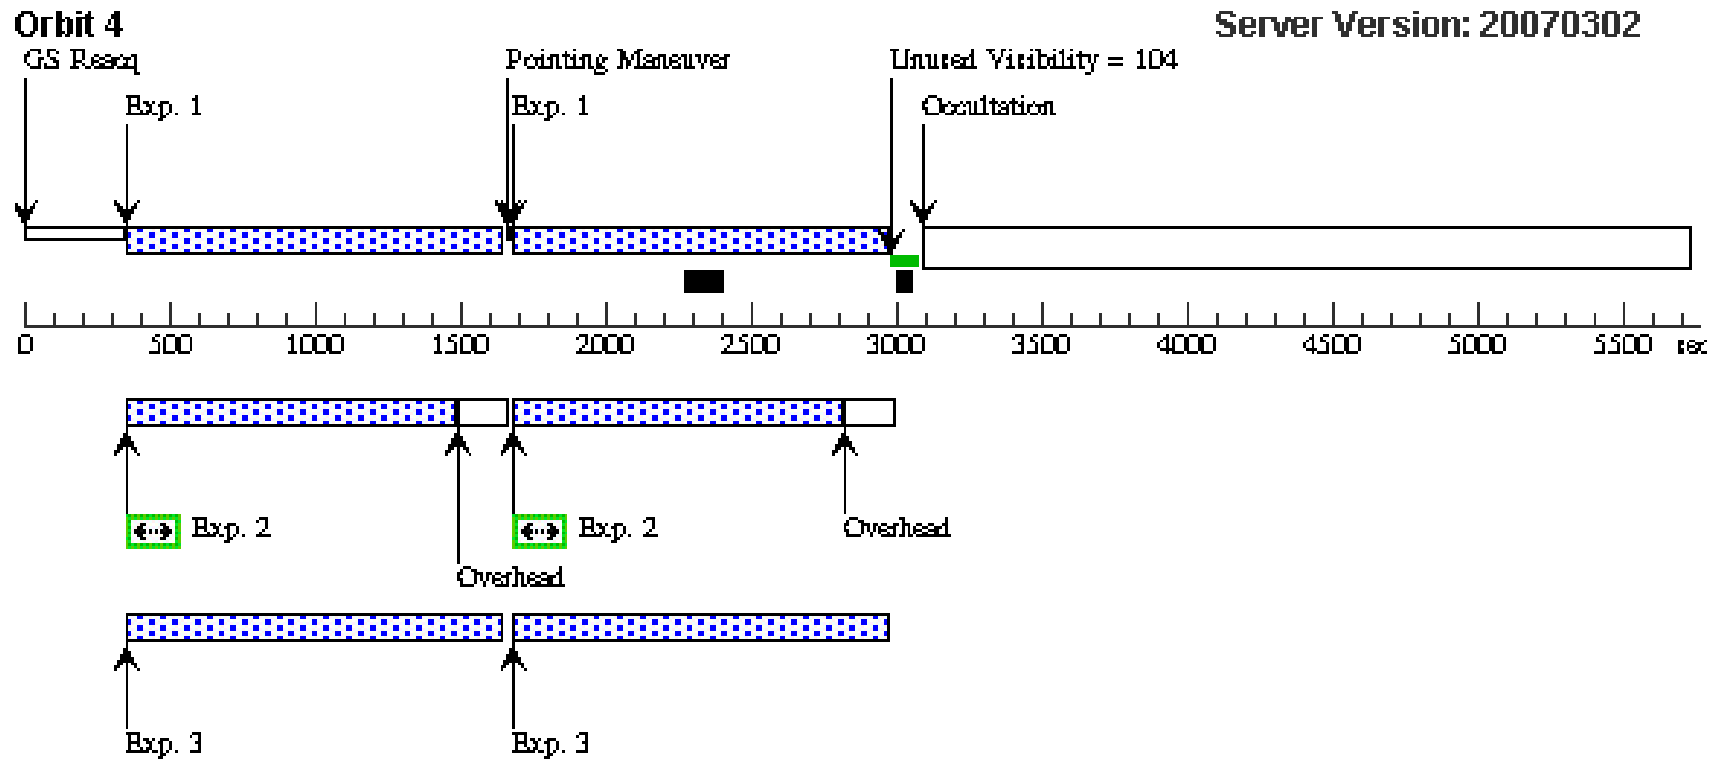 Orbit 4
Server Version: 20070302
GS Reacq
Pointing Maneuver
Unused Visibility = 104
Exp. 1
Exp. 1
Occultation
0 500 1000 1500 2000 2500 3000 3500 4000 4500 5000 5500 sec
Exp. 2
Exp. 2
Overhead
Overhead
Exp. 3
Exp. 3